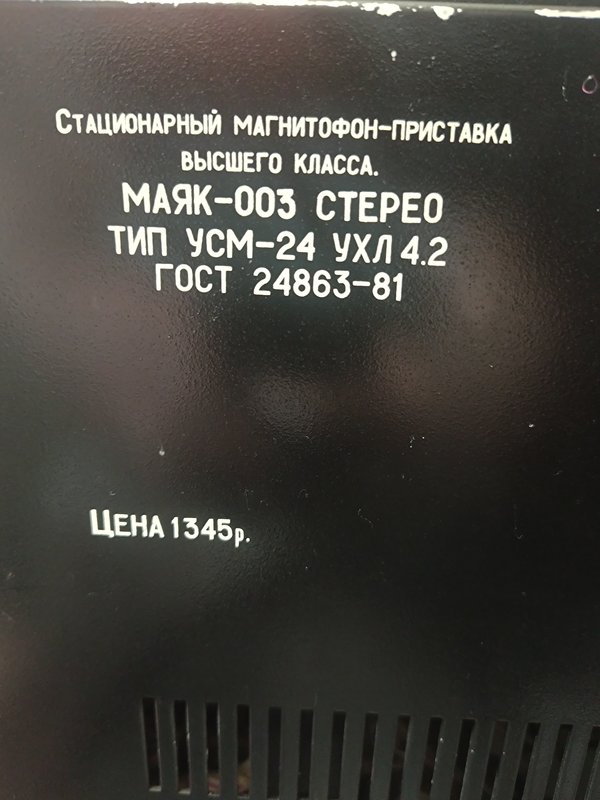 Стационарный магнитофон-приставка
высшего класса.
МАЯК-003 СТЕРЕО
ТИП УСМ-24 УХЛ 4.2
ГОСТ 24863-81
Цена 1345р.